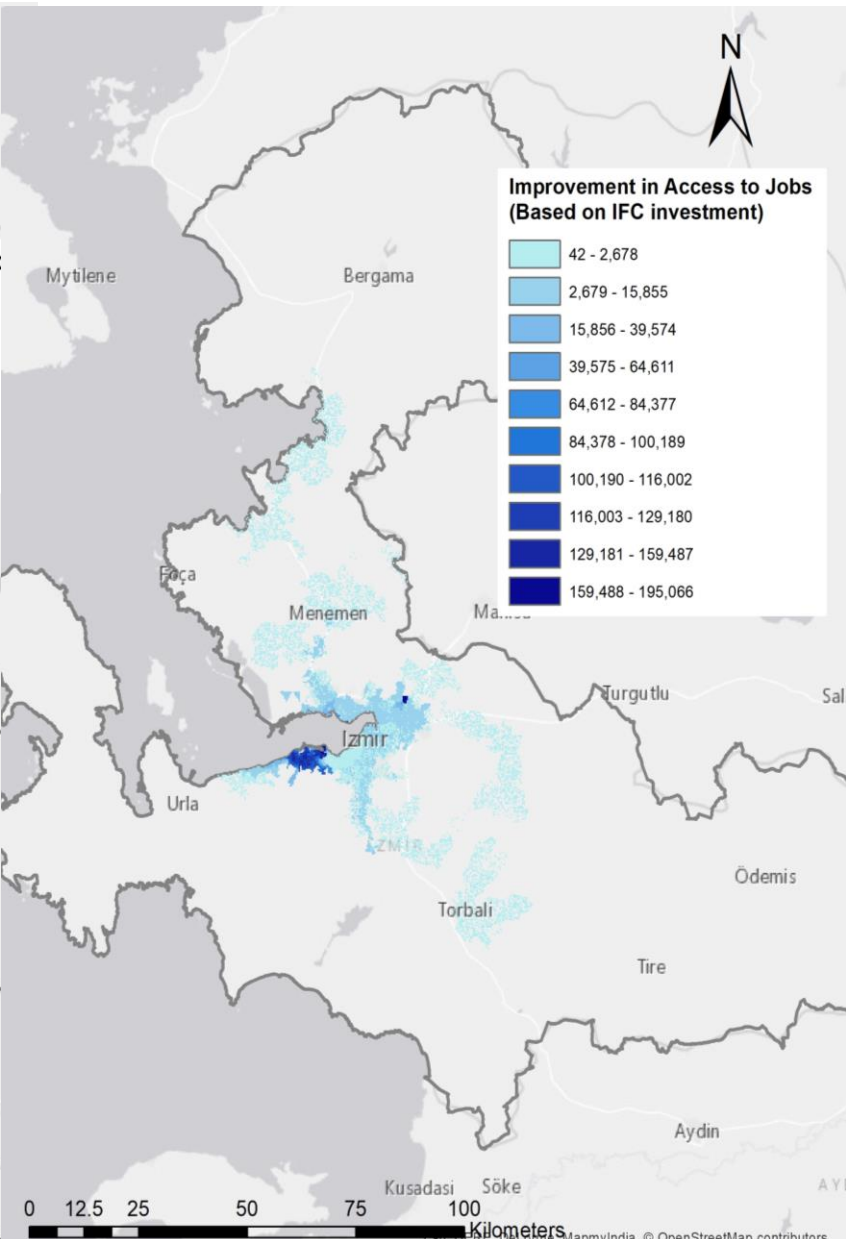 N
Improvement in Access to Jobs
(Based on IFC investment)
42 - 2,678
2,679 - 15,855
15,856 - 39,574
39,575 - 64,611
64,612 - 84,377
84,378 - 100,189
100,190 - 116,002
116,003 - 129,180
129,181 - 159,487
159,488 - 195,066
Mytilene
Bergama
Foça
Menemen
Turgutlu
Sal
Izmir
Urla
İZMİR
Ödemis
Torbali
Tire
Aydin
Kusadasi
Söke
AY
0 12.5 25 50 75 100
Kilometers
MapmyIndia, © OpenStreetMap contributors